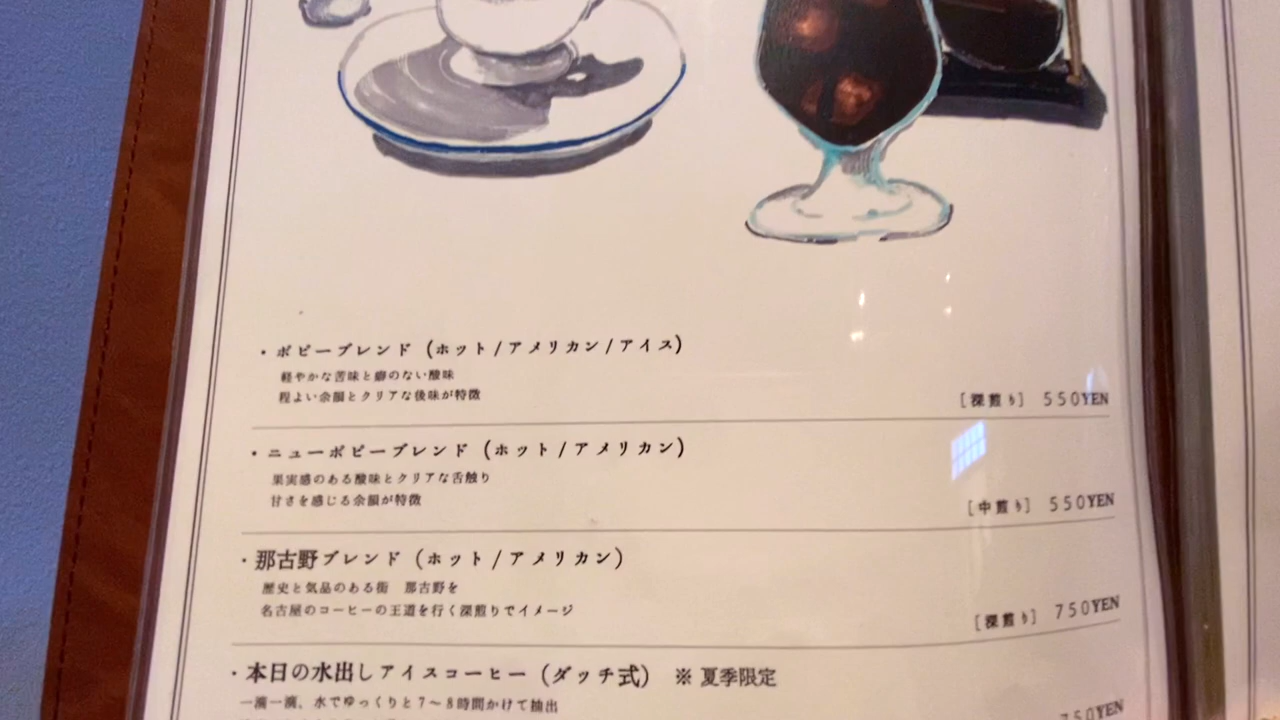 ・ボピーブレンド (ホット/アメリカン/アイス)
軽やかな苦味と癖のない酸味
程よい余韻とクリアな後味が特徴
[深煎り] 550YEN
・ニューボピーブレンド (ホット/アメリカン)
果実感のある酸味とクリアな舌触り
甘さを感じる余韻が特徴
[中煎り] 550YEN
・那古野ブレンド (ホット/アメリカン)
歴史と気品のある街 那古野を
名古屋のコーヒーの王道を行く深煎りでイメージ
[深煎り] 750YEN
・本日の水出しアイスコーヒー (ダッチ式) ※夏季限定
一滴一滴、水でゆっくりと7〜8時間かけて抽出
750YEN